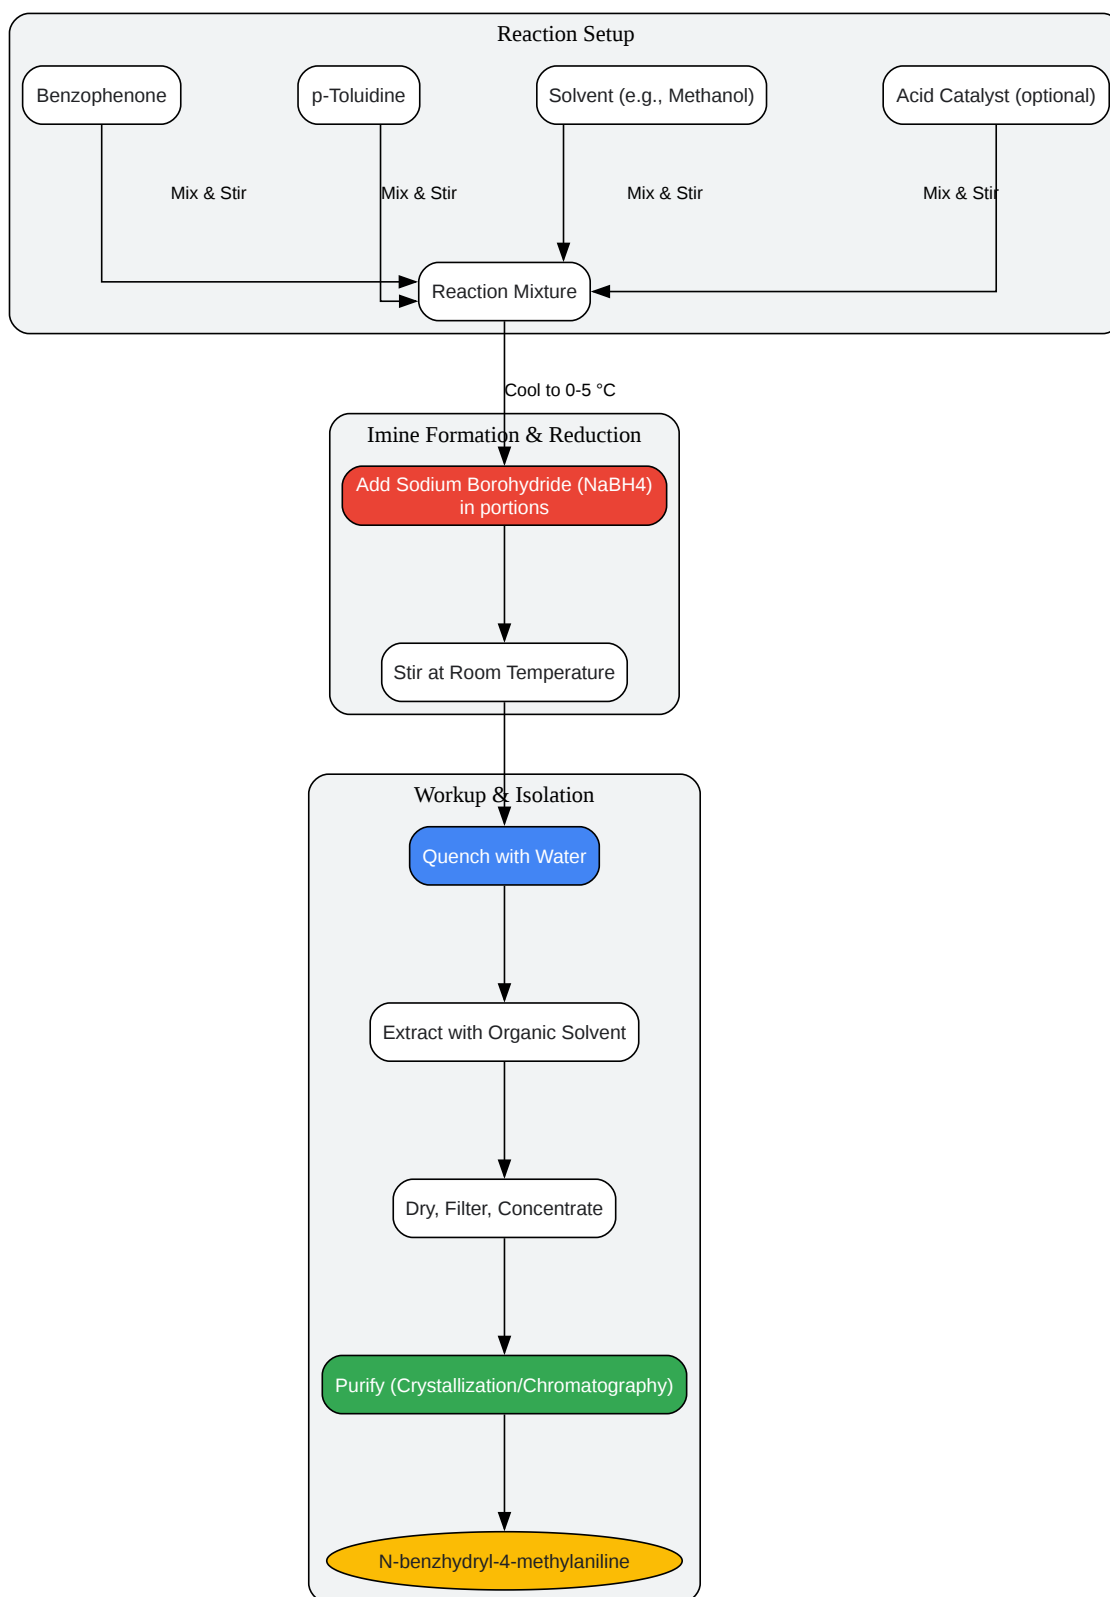 Reaction Setup
Benzophenone
p-Toluidine
Solvent (e.g., Methanol)
Acid Catalyst (optional)
Mix & Stir
Mix & Stir
Mix & Stir
Mix & Stir
Reaction Mixture
Cool to 0-5 °C
Imine Formation & Reduction
Add Sodium Borohydride (NaBH4)
in portions
Stir at Room Temperature
Workup & Isolation
Quench with Water
Extract with Organic Solvent
Dry, Filter, Concentrate
Purify (Crystallization/Chromatography)
N-benzhydryl-4-methylaniline